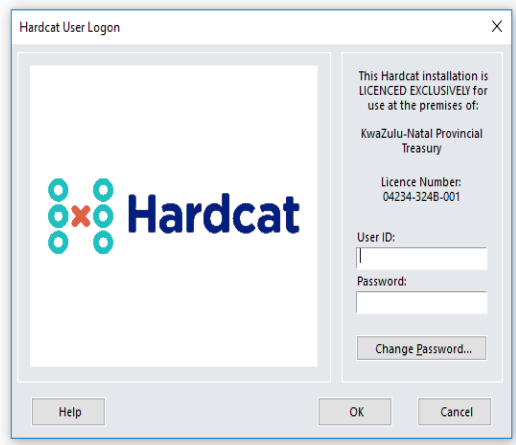 Hardcat User Logon
This Hardcat installation is
LICENCED EXCLUSIVELY for
use at the premises of:
KwaZulu-Natal Provincial
Treasury
Licence Number:
04234-324B-001
Hardcat
User ID:
Password:
Change Password...
Help
OK
Cancel